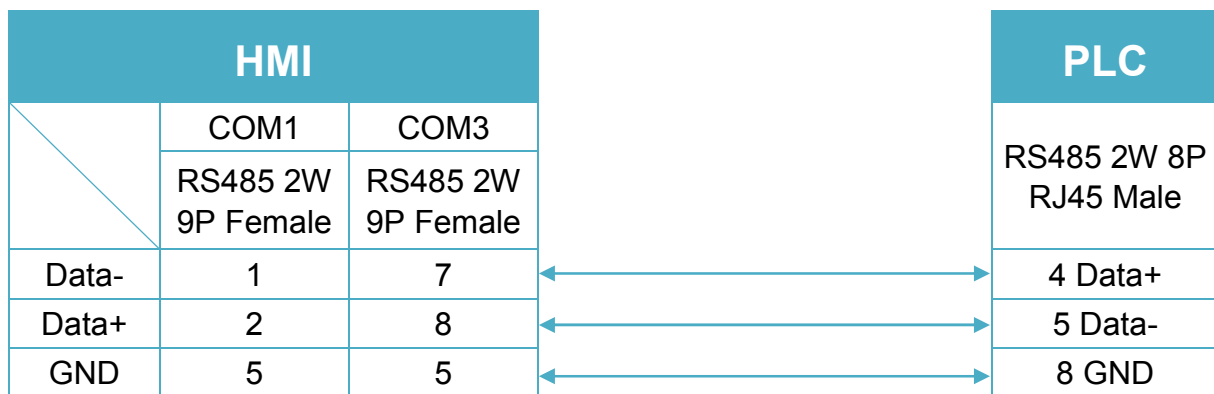 HMI PLC
COM1 COM3
RS485 2W 9P Female RS485 2W 9P Female RS485 2W 8P RJ45 Male
Data- 1 7 4 Data+
Data+ 2 8 5 Data-
GND 5 5 8 GND